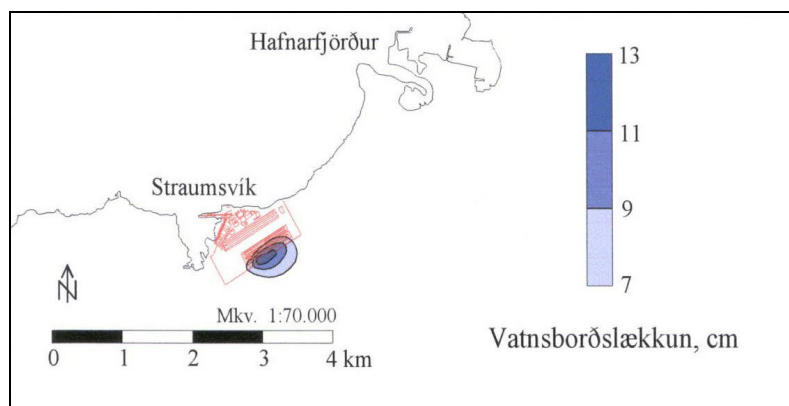 Hafnarfjörður
Straumsvík
N
Mkv. 1:70.000
0 1 2 3 4 km
13
11
9
7
Vatnsborðslækkun, cm